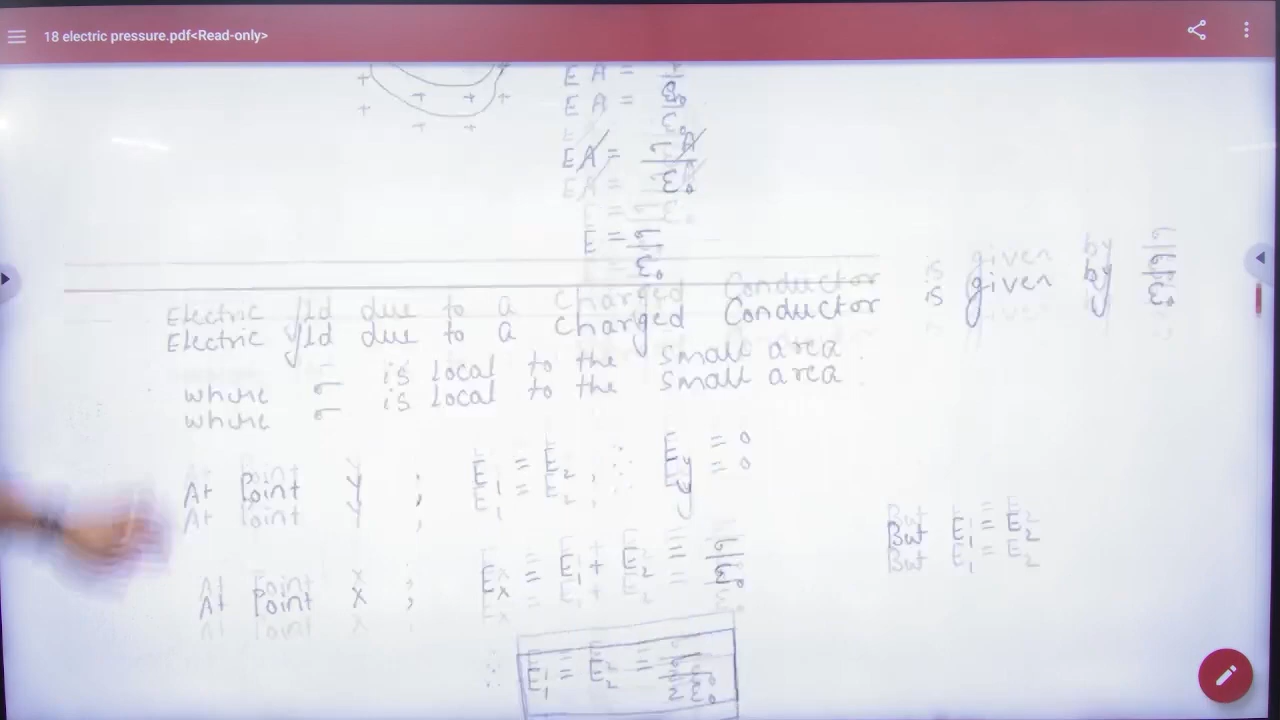 18 electric pressure.pdf<Read-only>
E A =
E A =
EA = σA/ε₀
E = σ/ε₀
Electric fld due to a Charged Conductor is given by σ/ε₀
where σ is local to the small area.
At Point Y , E₁ = E₂ , ∴ Ey = 0
But E₁ = E₂
At Point X , Eₓ = E₁ + E₂ = σ/ε₀
∴ E₁ = E₂ = σ/2ε₀